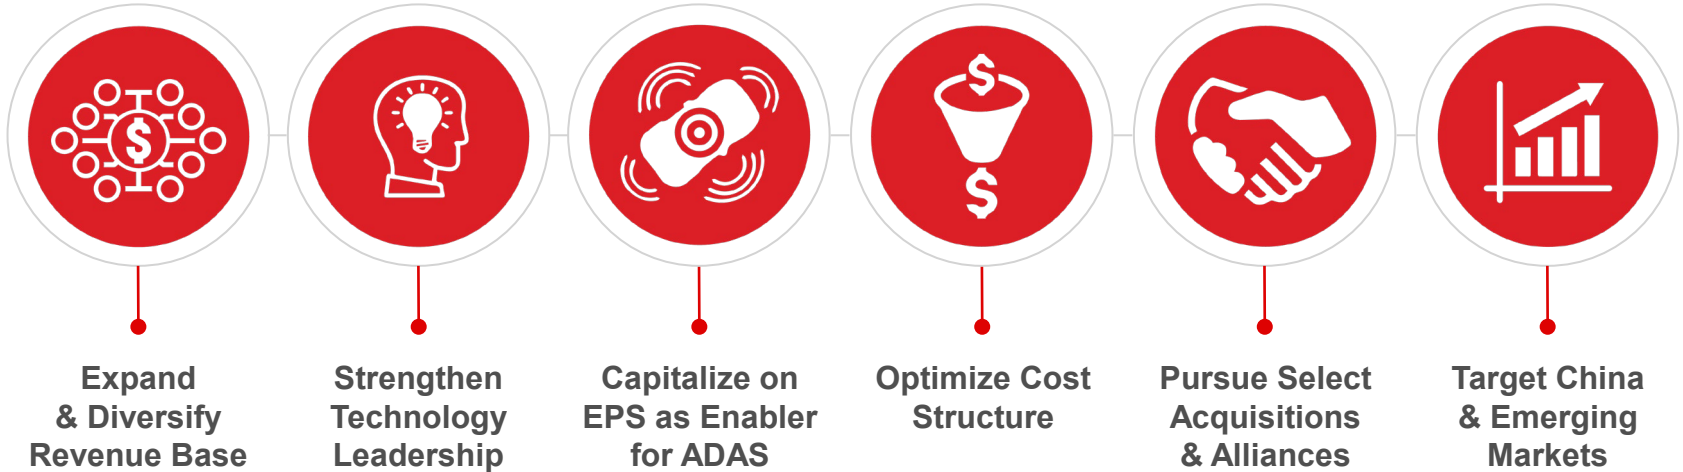 $
$
$
Expand
& Diversify
Revenue Base
Strengthen
Technology
Leadership
Capitalize on
EPS as Enabler
for ADAS
Optimize Cost
Structure
Pursue Select
Acquisitions
& Alliances
Target China
& Emerging
Markets